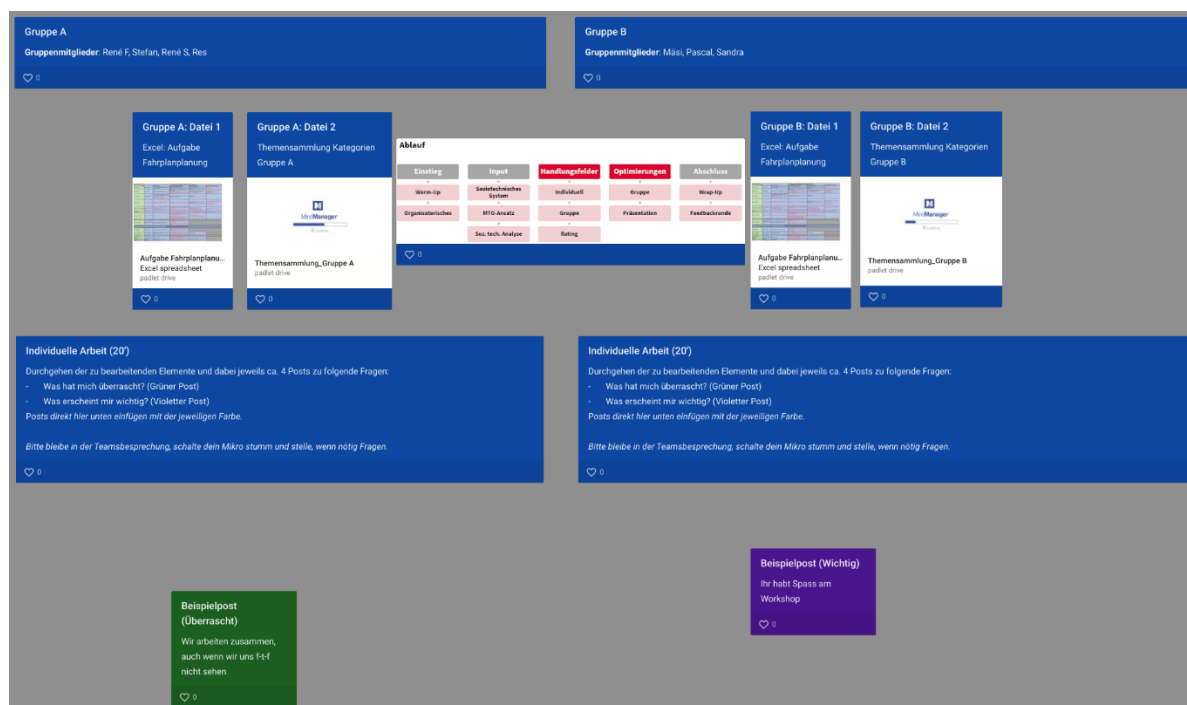 Gruppe A
Gruppenmitglieder: René F, Stefan, René S, Res
0
Gruppe B
Gruppenmitglieder: Mäsi, Pascal, Sandra
0
Gruppe A: Datei 1
Excel: Aufgabe
Fahrplanplanung
Aufgabe Fahrplanplanu...
Excel spreadsheet
padlet drive
0
Gruppe A: Datei 2
Themensammlung Kategorien
Gruppe A
MindManager
Themensammlung_Gruppe A
padlet drive
0
Ablauf
Einstieg
Warm-Up
Organisatorisches
Input
Soziotechnisches
System
MTO-Ansatz
Soz. tech. Analyse
Handlungsfelder
Individuell
Gruppe
Rating
Optimierungen
Gruppe
Präsentation
Abschluss
Wrap-Up
Feedbackrunde
0
Gruppe B: Datei 1
Excel: Aufgabe
Fahrplanplanung
Aufgabe Fahrplanplanu...
Excel spreadsheet
padlet drive
0
Gruppe B: Datei 2
Themensammlung Kategorien
Gruppe B
MindManager
Themensammlung_Gruppe B
padlet drive
0
Individuelle Arbeit (20')
Durchgehen der zu bearbeitenden Elemente und dabei jeweils ca. 4 Posts zu folgende Fragen:
- Was hat mich überrascht? (Grüner Post)
- Was erscheint mir wichtig? (Violetter Post)
Posts direkt hier unten einfügen mit der jeweiligen Farbe.
Bitte bleibe in der Teamsbesprechung, schalte dein Mikro stumm und stelle, wenn nötig Fragen.
0
Individuelle Arbeit (20')
Durchgehen der zu bearbeitenden Elemente und dabei jeweils ca. 4 Posts zu folgende Fragen:
- Was hat mich überrascht? (Grüner Post)
- Was erscheint mir wichtig? (Violetter Post)
Posts direkt hier unten einfügen mit der jeweiligen Farbe.
Bitte bleibe in der Teamsbesprechung, schalte dein Mikro stumm und stelle, wenn nötig Fragen.
0
Beispielpost
(Überrascht)
Wir arbeiten zusammen,
auch wenn wir uns f-t-f
nicht sehen
0
Beispielpost (Wichtig)
Ihr habt Spass am
Workshop
0